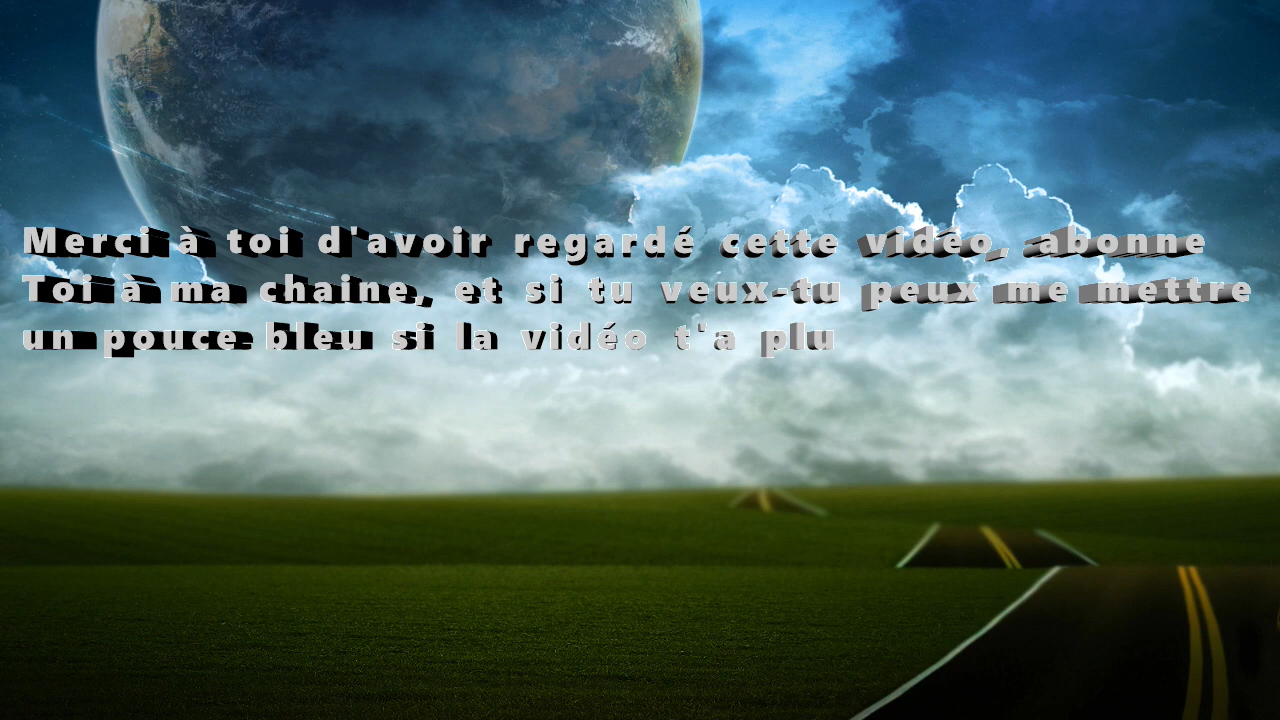 Merci à toi d'avoir regardé cette vidéo, abonne
Toi à ma chaine, et si tu veux-tu peux me mettre
un pouce bleu si la vidéo t'a plu